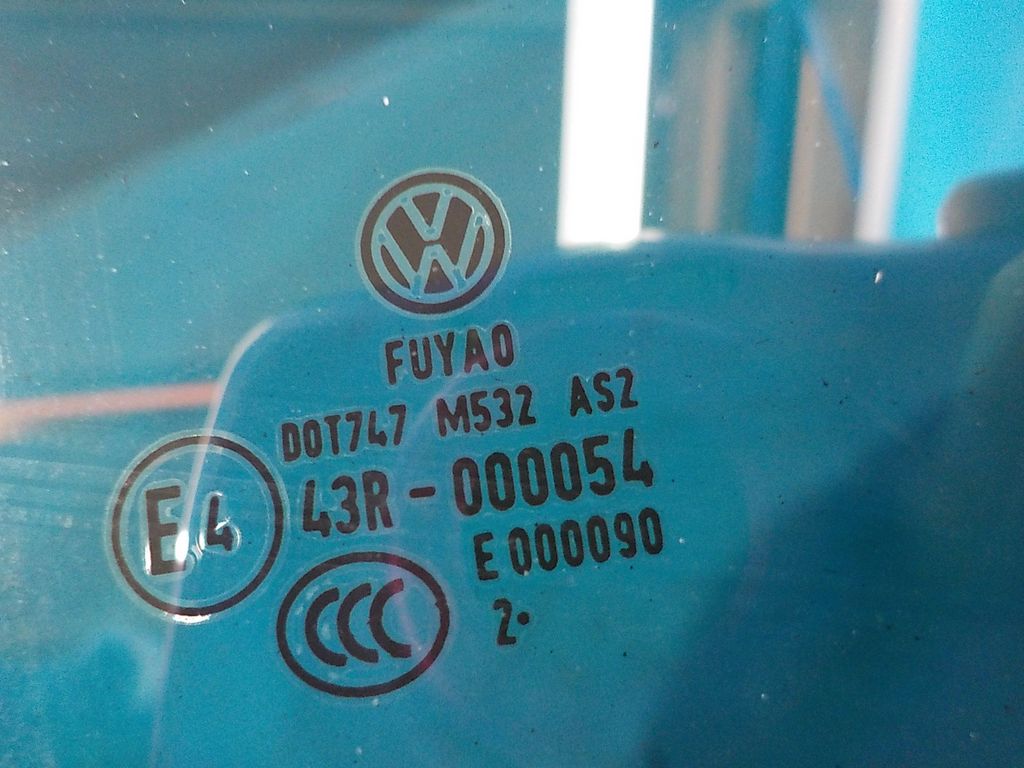 FUYAO
DOT747 M532 AS2
E4
43R-000054
E000090
CCC
2•